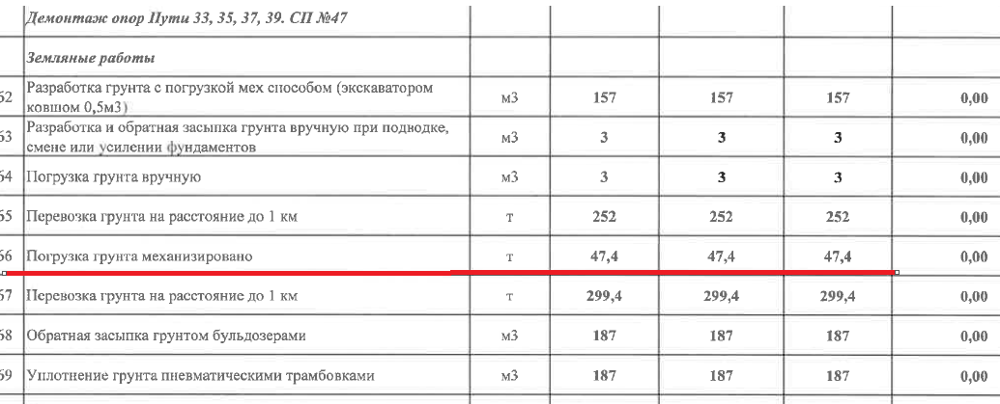 Демонтаж опор Пути 33, 35, 37, 39. СП №47
Земляные работы
62 Разработка грунта с погрузкой мех способом (экскаватором
ковшом 0,5м3) м3 157 157 157 0,00
63 Разработка и обратная засыпка грунта вручную при подводке,
смене или усилении фундаментов м3 3 3 3 0,00
64 Погрузка грунта вручную м3 3 3 3 0,00
65 Перевозка грунта на расстояние до 1 км т 252 252 252 0,00
66 Погрузка грунта механизировано т 47,4 47,4 47,4 0,00
67 Перевозка грунта на расстояние до 1 км т 299,4 299,4 299,4 0,00
68 Обратная засыпка грунтом бульдозерами м3 187 187 187 0,00
69 Уплотнение грунта пневматическими трамбовками м3 187 187 187 0,00